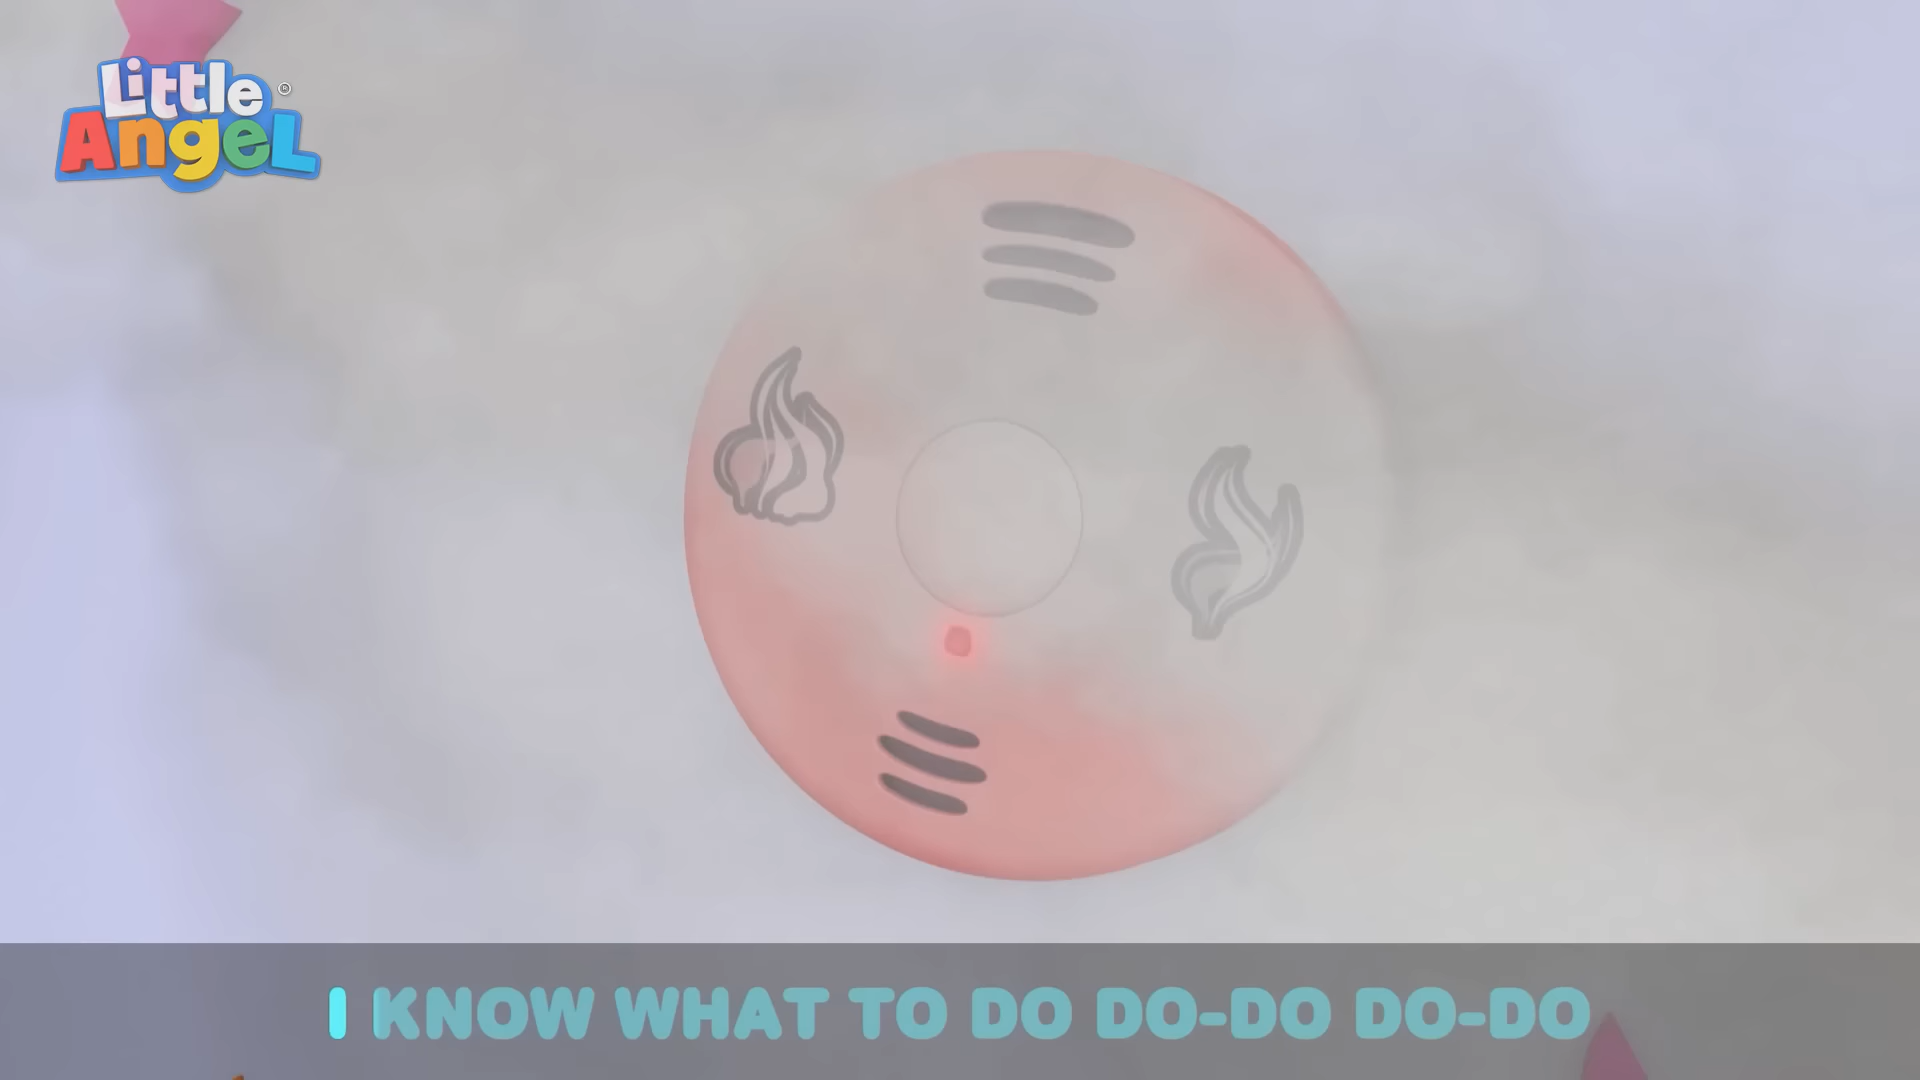 Little
AngeL
®
I KNOW WHAT TO DO DO-DO DO-DO